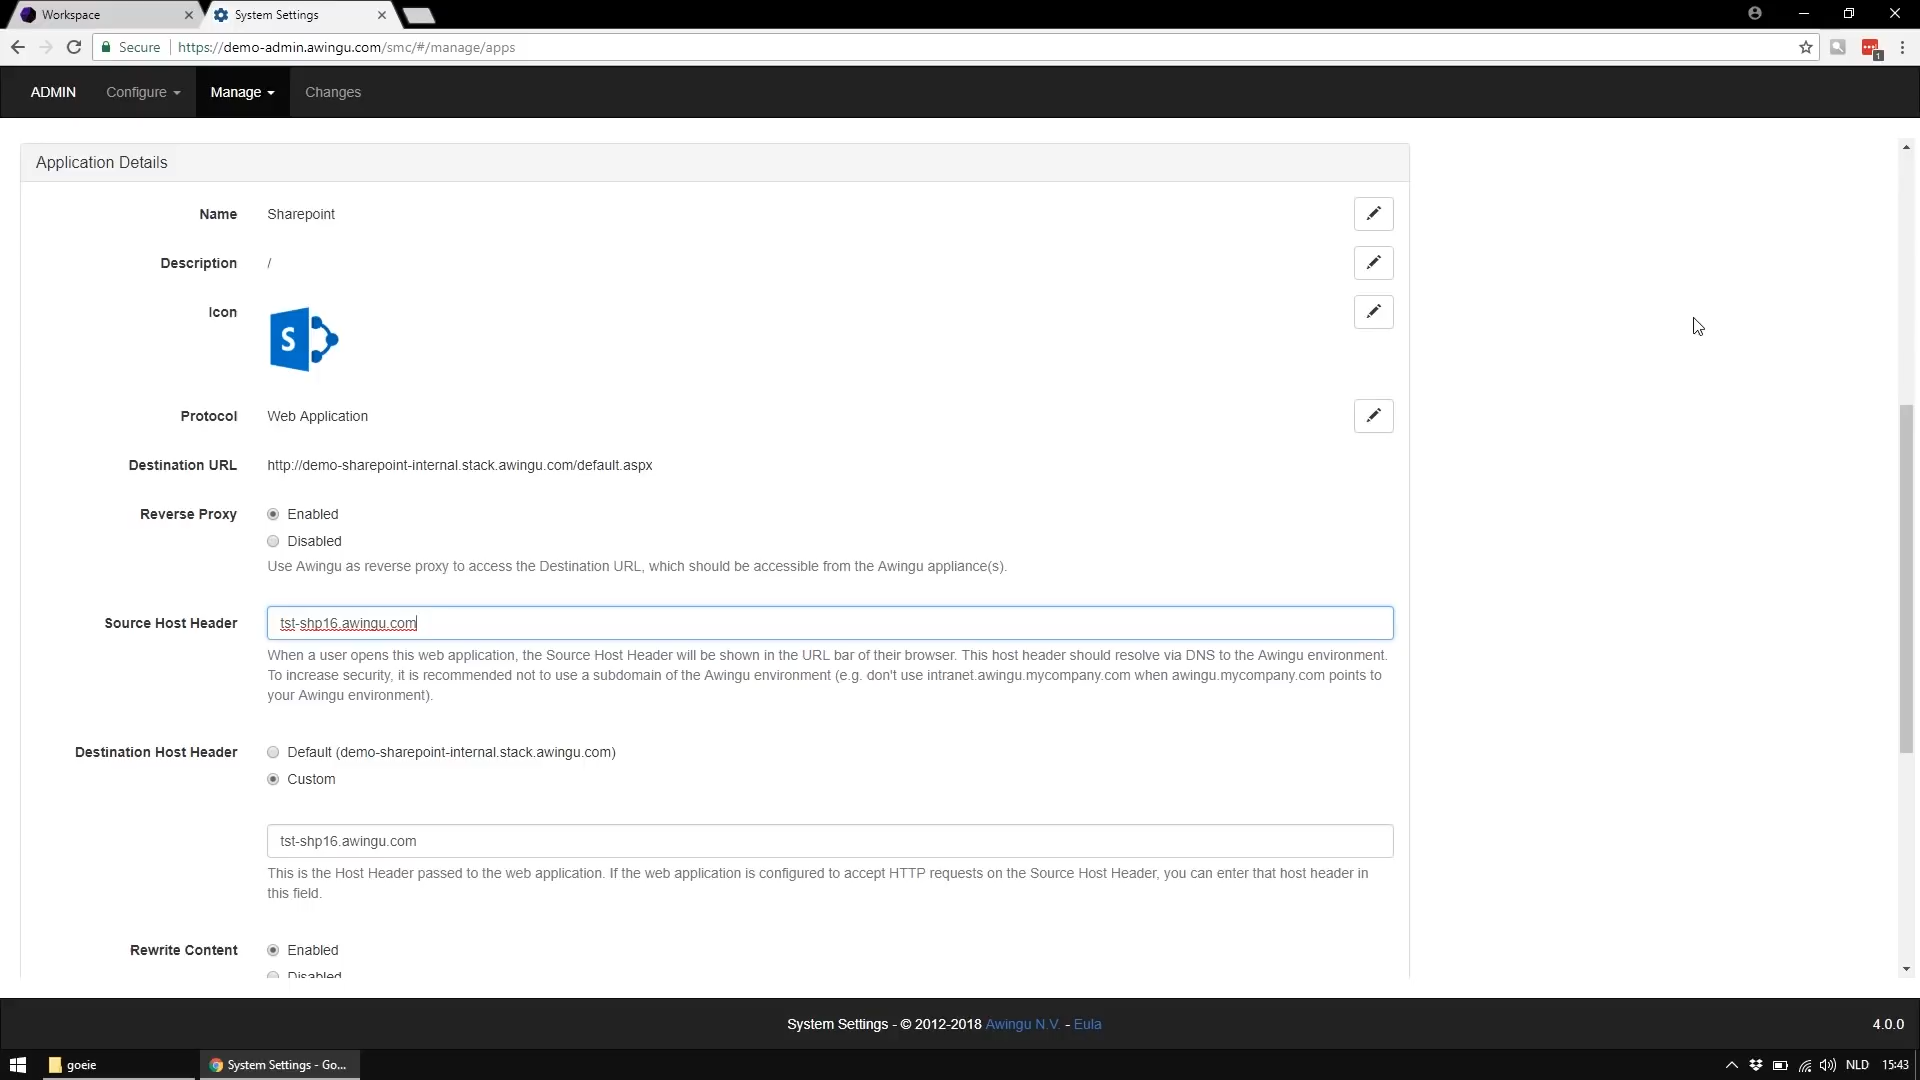 Workspace
System Settings
Secure
https://demo-admin.awingu.com/smc/#/manage/apps
1
ADMIN
Configure
Manage
Changes
Application Details
Name
Sharepoint
Description
/
Icon
S
Protocol
Web Application
Destination URL
http://demo-sharepoint-internal.stack.awingu.com/default.aspx
Reverse Proxy
Enabled
Disabled
Use Awingu as reverse proxy to access the Destination URL, which should be accessible from the Awingu appliance(s).
Source Host Header
tst-shp16.awingu.com
When a user opens this web application, the Source Host Header will be shown in the URL bar of their browser. This host header should resolve via DNS to the Awingu environment.
To increase security, it is recommended not to use a subdomain of the Awingu environment (e.g. don't use intranet.awingu.mycompany.com when awingu.mycompany.com points to
your Awingu environment).
Destination Host Header
Default (demo-sharepoint-internal.stack.awingu.com)
Custom
tst-shp16.awingu.com
This is the Host Header passed to the web application. If the web application is configured to accept HTTP requests on the Source Host Header, you can enter that host header in
this field.
Rewrite Content
Enabled
Disabled
System Settings - © 2012-2018 Awingu N.V. - Eula
4.0.0
goeie
System Settings - Go...
NLD
15:43